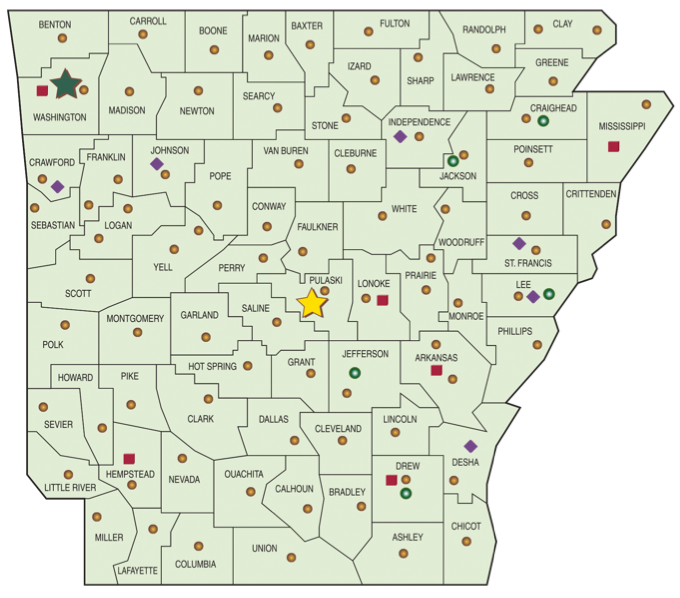 BENTON
CARROLL
BOONE
MARION
BAXTER
FULTON
RANDOLPH
CLAY
IZARD
SHARP
LAWRENCE
GREENE
WASHINGTON
MADISON
NEWTON
SEARCY
STONE
INDEPENDENCE
CRAIGHEAD
MISSISSIPPI
CRAWFORD
FRANKLIN
JOHNSON
POPE
VAN BUREN
CLEBURNE
JACKSON
POINSETT
SEBASTIAN
LOGAN
CONWAY
FAULKNER
WHITE
WOODRUFF
CROSS
CRITTENDEN
SCOTT
YELL
PERRY
PULASKI
LONOKE
PRAIRIE
ST. FRANCIS
LEE
MONROE
PHILLIPS
POLK
MONTGOMERY
GARLAND
SALINE
HOT SPRING
GRANT
JEFFERSON
ARKANSAS
HOWARD
PIKE
SEVIER
CLARK
DALLAS
CLEVELAND
LINCOLN
DESHA
LITTLE RIVER
HEMPSTEAD
NEVADA
OUACHITA
CALHOUN
BRADLEY
DREW
MILLER
LAFAYETTE
COLUMBIA
UNION
ASHLEY
CHICOT